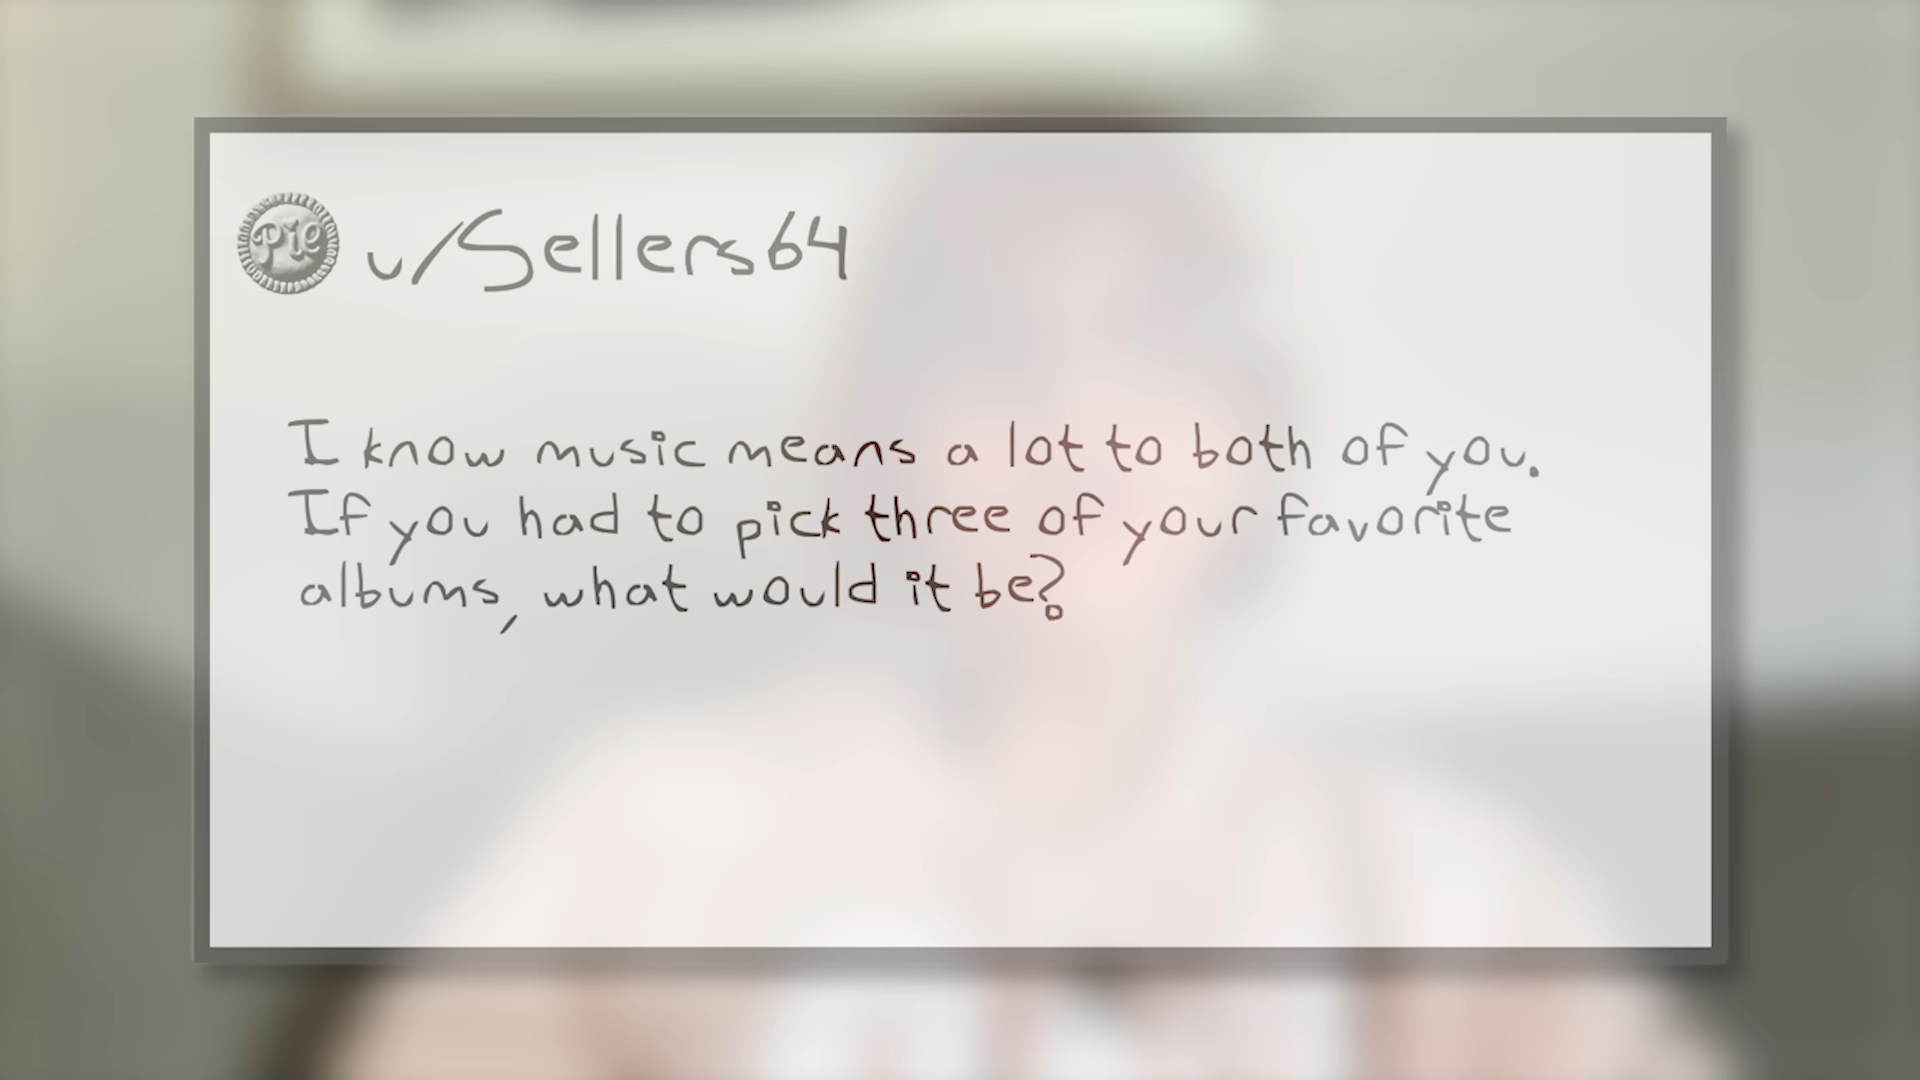 Pie
u/Sellers64
I know music means a lot to both of you.
If you had to pick three of your favorite
albums, what would it be?